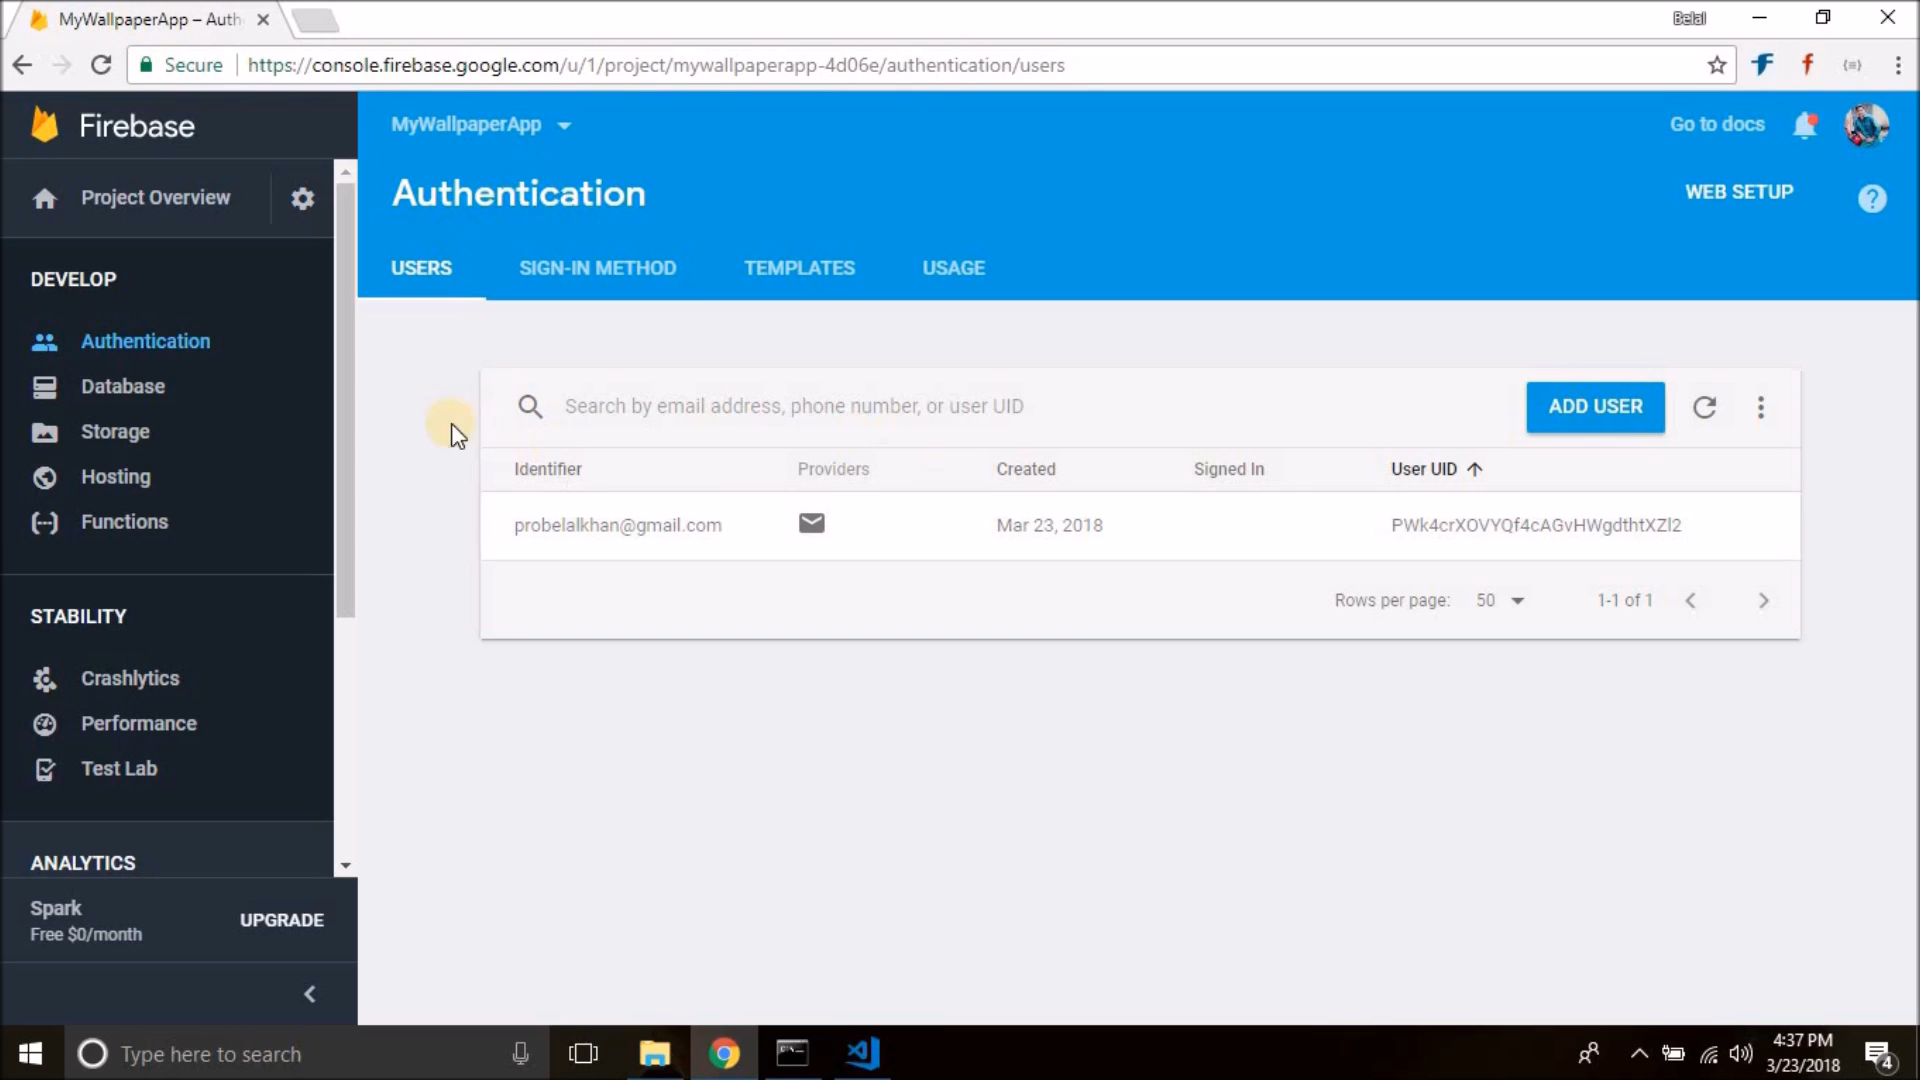 MyWallpaperApp – Auth
Belal
Secure
https://console.firebase.google.com/u/1/project/mywallpaperapp-4d06e/authentication/users
Firebase
MyWallpaperApp
Go to docs
Project Overview
Authentication
WEB SETUP
?
USERS
SIGN-IN METHOD
TEMPLATES
USAGE
DEVELOP
Authentication
Database
Storage
Hosting
Functions
Search by email address, phone number, or user UID
ADD USER
Identifier
Providers
Created
Signed In
User UID
probelalkhan@gmail.com
Mar 23, 2018
PWk4crXOVYQf4cAGvHWgdthtXZl2
Rows per page:
50
1-1 of 1
STABILITY
Crashlytics
Performance
Test Lab
ANALYTICS
Spark
Free $0/month
UPGRADE
Type here to search
4:37 PM
3/23/2018
4